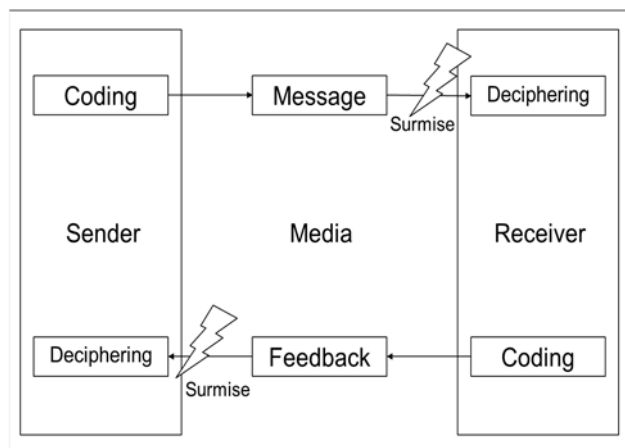 Coding
Message
Deciphering
Surmise
Sender
Media
Receiver
Deciphering
Feedback
Coding
Surmise